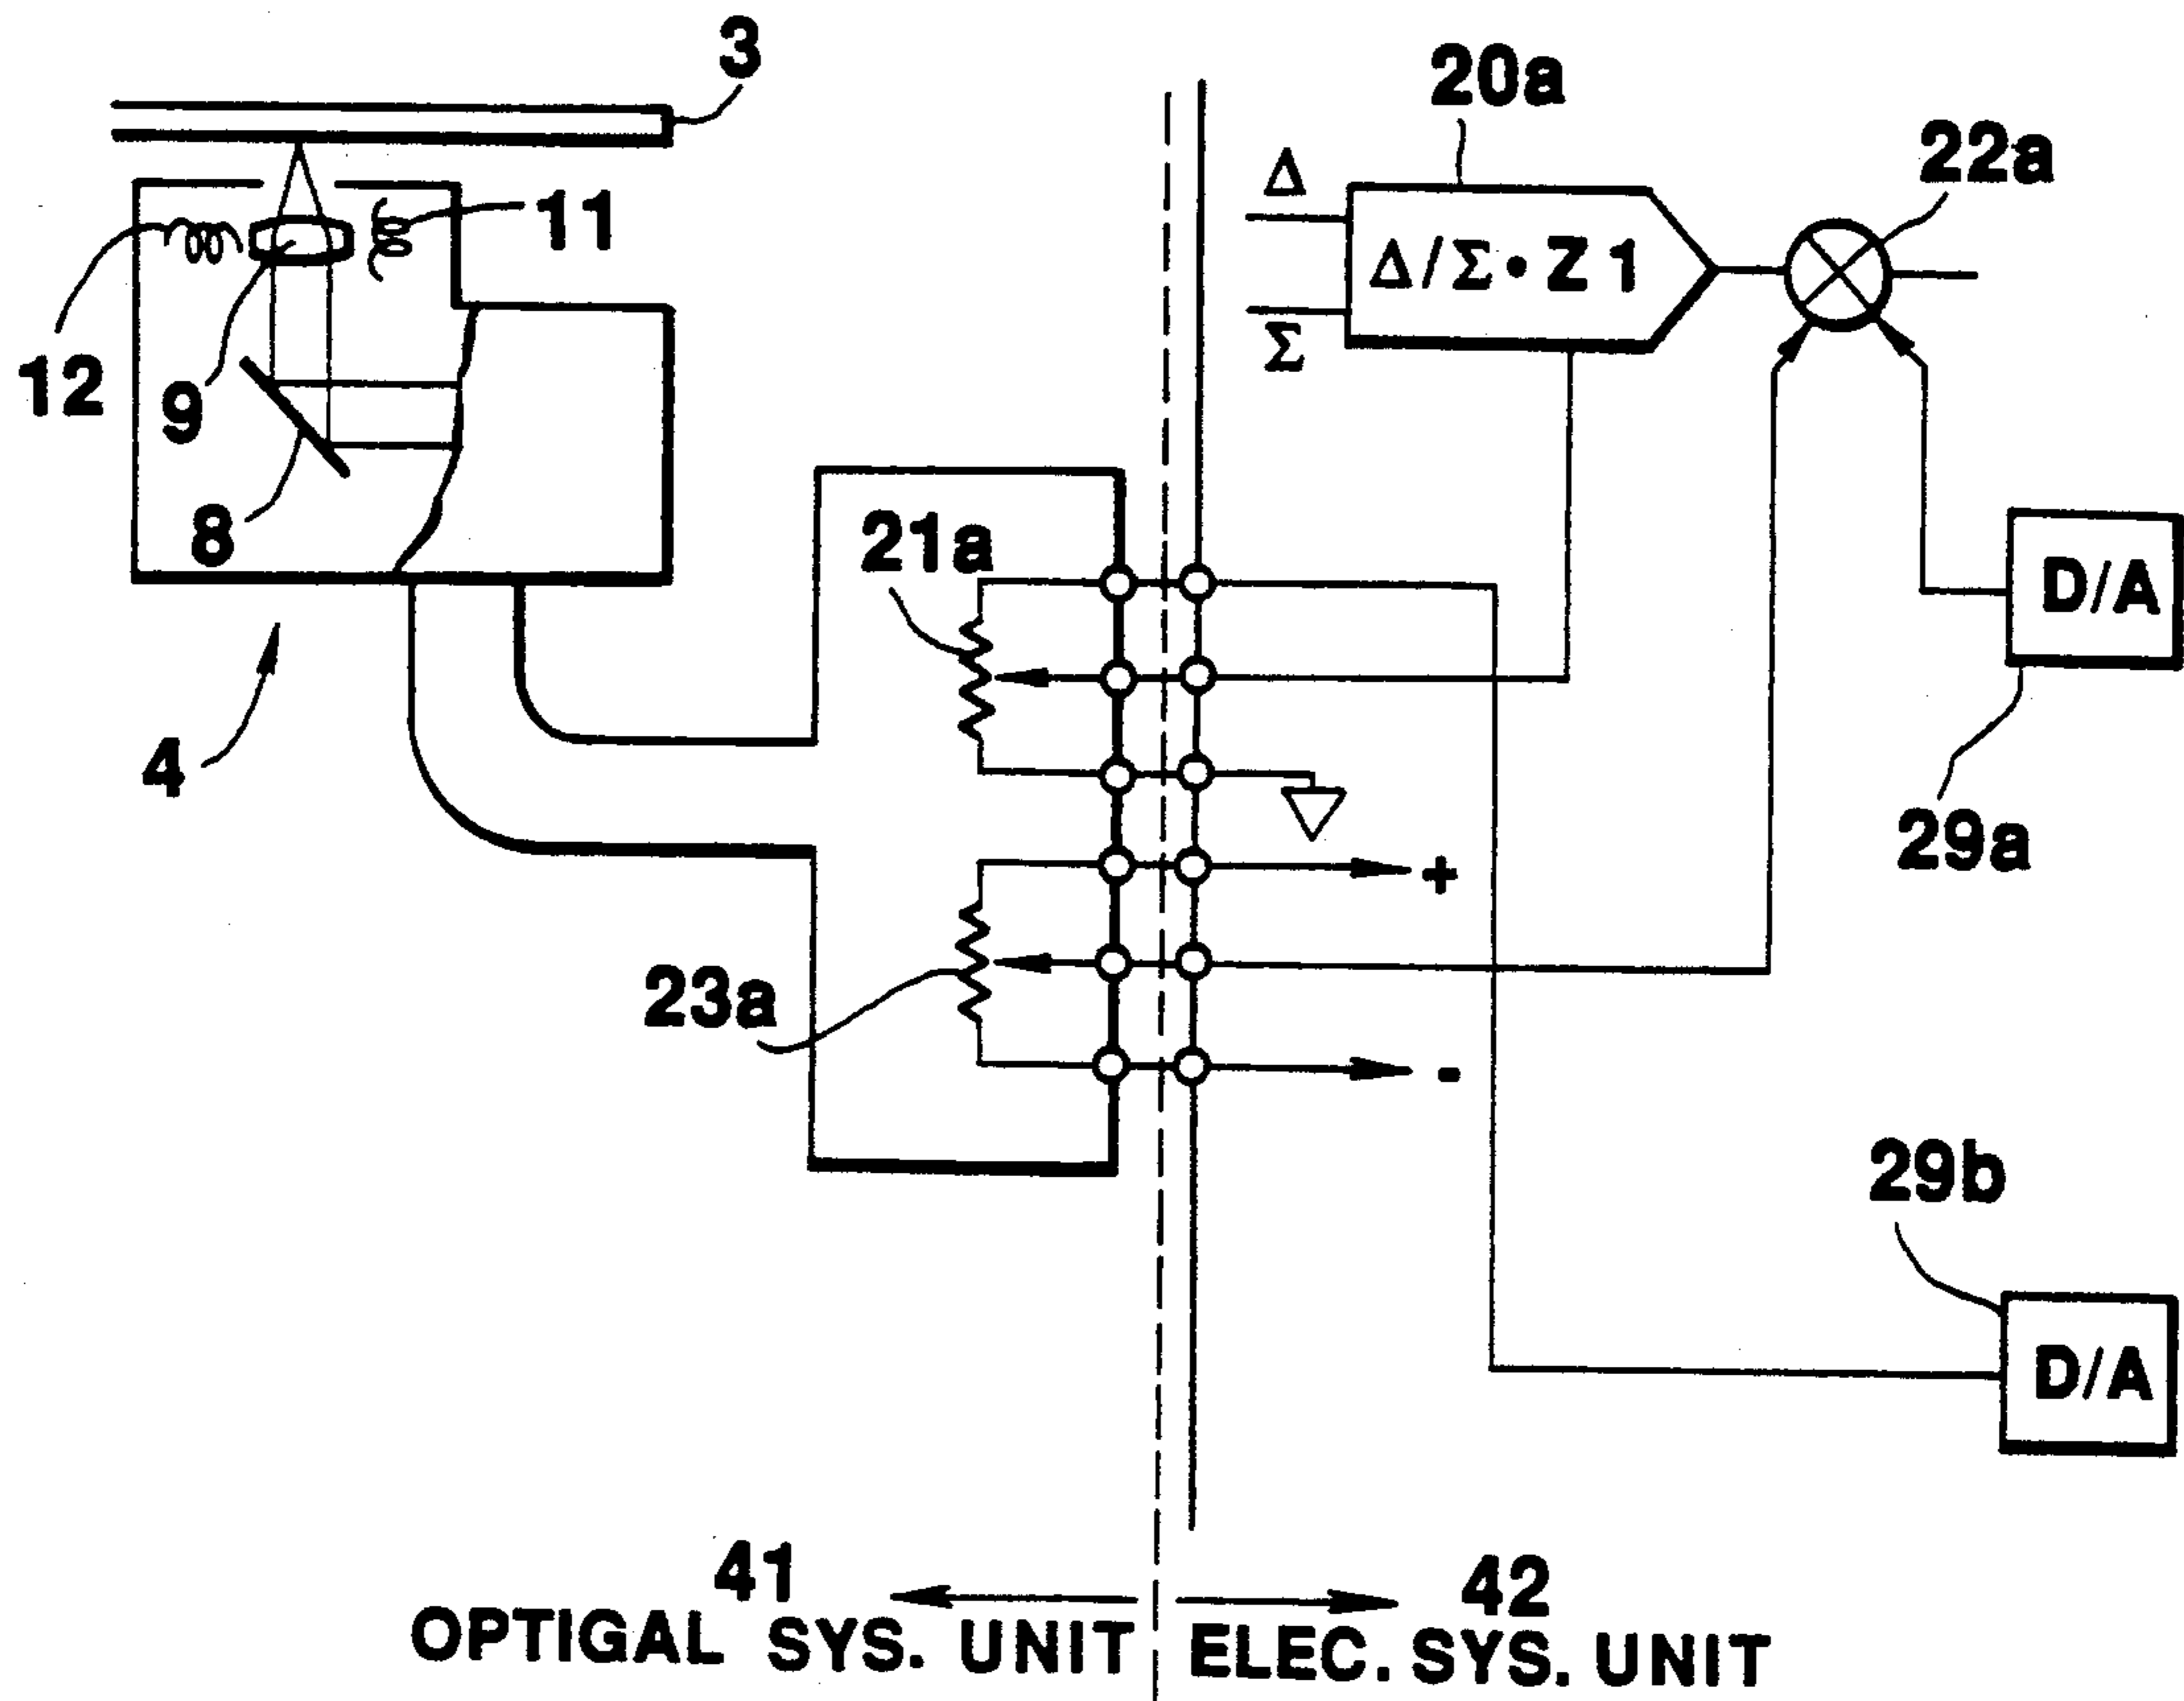 3
20a
22a
Δ
11
Δ/Σ•Z1
Σ
12
9
8
21a
D/A
4
29a
+
23a
-
29b
D/A
41
42
OPTIGAL SYS. UNIT
ELEC. SYS. UNIT